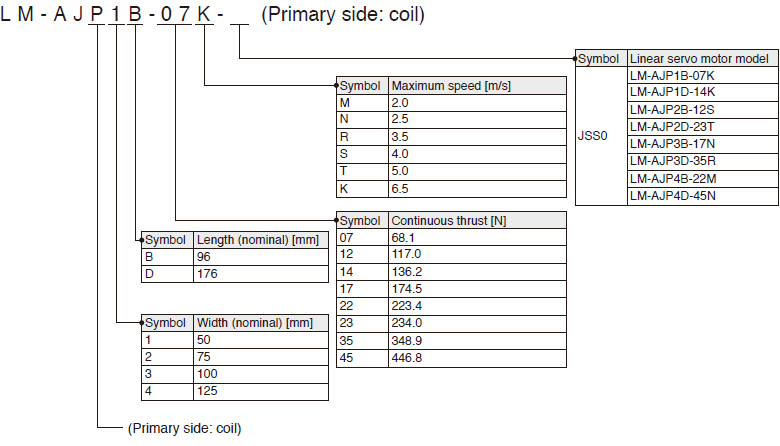 LM-AJP1B-07K-_ (Primary side: coil)
Symbol Linear servo motor model
JSS0
LM-AJP1B-07K
LM-AJP1D-14K
LM-AJP2B-12S
LM-AJP2D-23T
LM-AJP3B-17N
LM-AJP3D-35R
LM-AJP4B-22M
LM-AJP4D-45N
Symbol Maximum speed [m/s]
M 2.0
N 2.5
R 3.5
S 4.0
T 5.0
K 6.5
Symbol Continuous thrust [N]
07 68.1
12 117.0
14 136.2
17 174.5
22 223.4
23 234.0
35 348.9
45 446.8
Symbol Length (nominal) [mm]
B 96
D 176
Symbol Width (nominal) [mm]
1 50
2 75
3 100
4 125
(Primary side: coil)